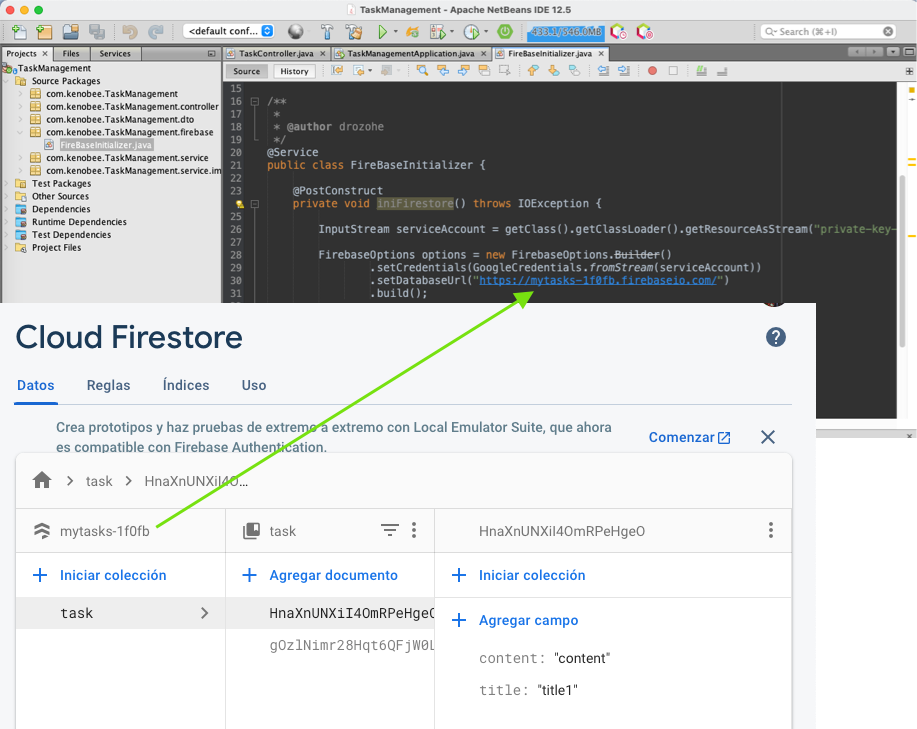 TaskManagement - Apache NetBeans IDE 12.5
<default conf...
433.1/546.0MB
Search (⌘+I)
Projects
Files
Services
TaskController.java
TaskManagementApplication.java
FireBaseInitializer.java
Source
History
TaskManagement
Source Packages
com.kenobee.TaskManagement
com.kenobee.TaskManagement.controller
com.kenobee.TaskManagement.dto
com.kenobee.TaskManagement.firebase
FireBaseInitializer.java
com.kenobee.TaskManagement.service
com.kenobee.TaskManagement.service.im
Test Packages
Other Sources
Dependencies
Runtime Dependencies
Test Dependencies
Project Files
15
16 /**
17 *
18 * @author drozohe
19 */
20 @Service
21 public class FireBaseInitializer {
22
23 @PostConstruct
private void iniFirestore() throws IOException {
25
26 InputStream serviceAccount = getClass().getClassLoader().getResourceAsStream("private-key-
27
28 FirebaseOptions options = new FirebaseOptions.Builder()
29 .setCredentials(GoogleCredentials.fromStream(serviceAccount))
30 .setDatabaseUrl("https://mytasks-1f0fb.firebaseio.com/")
31 .build();
Cloud Firestore
Datos
Reglas
Índices
Uso
Crea prototipos y haz pruebas de extremo a extremo con Local Emulator Suite, que ahora
es compatible con Firebase Authentication.
Comenzar
task
HnaXnUNXiI4O...
mytasks-1f0fb
task
HnaXnUNXiI4OmRPeHgeO
Iniciar colección
Agregar documento
Iniciar colección
task
HnaXnUNXiI4OmRPeHgeO
Agregar campo
gOzlNimr28Hqt6QFjW0L
content: "content"
title: "title1"